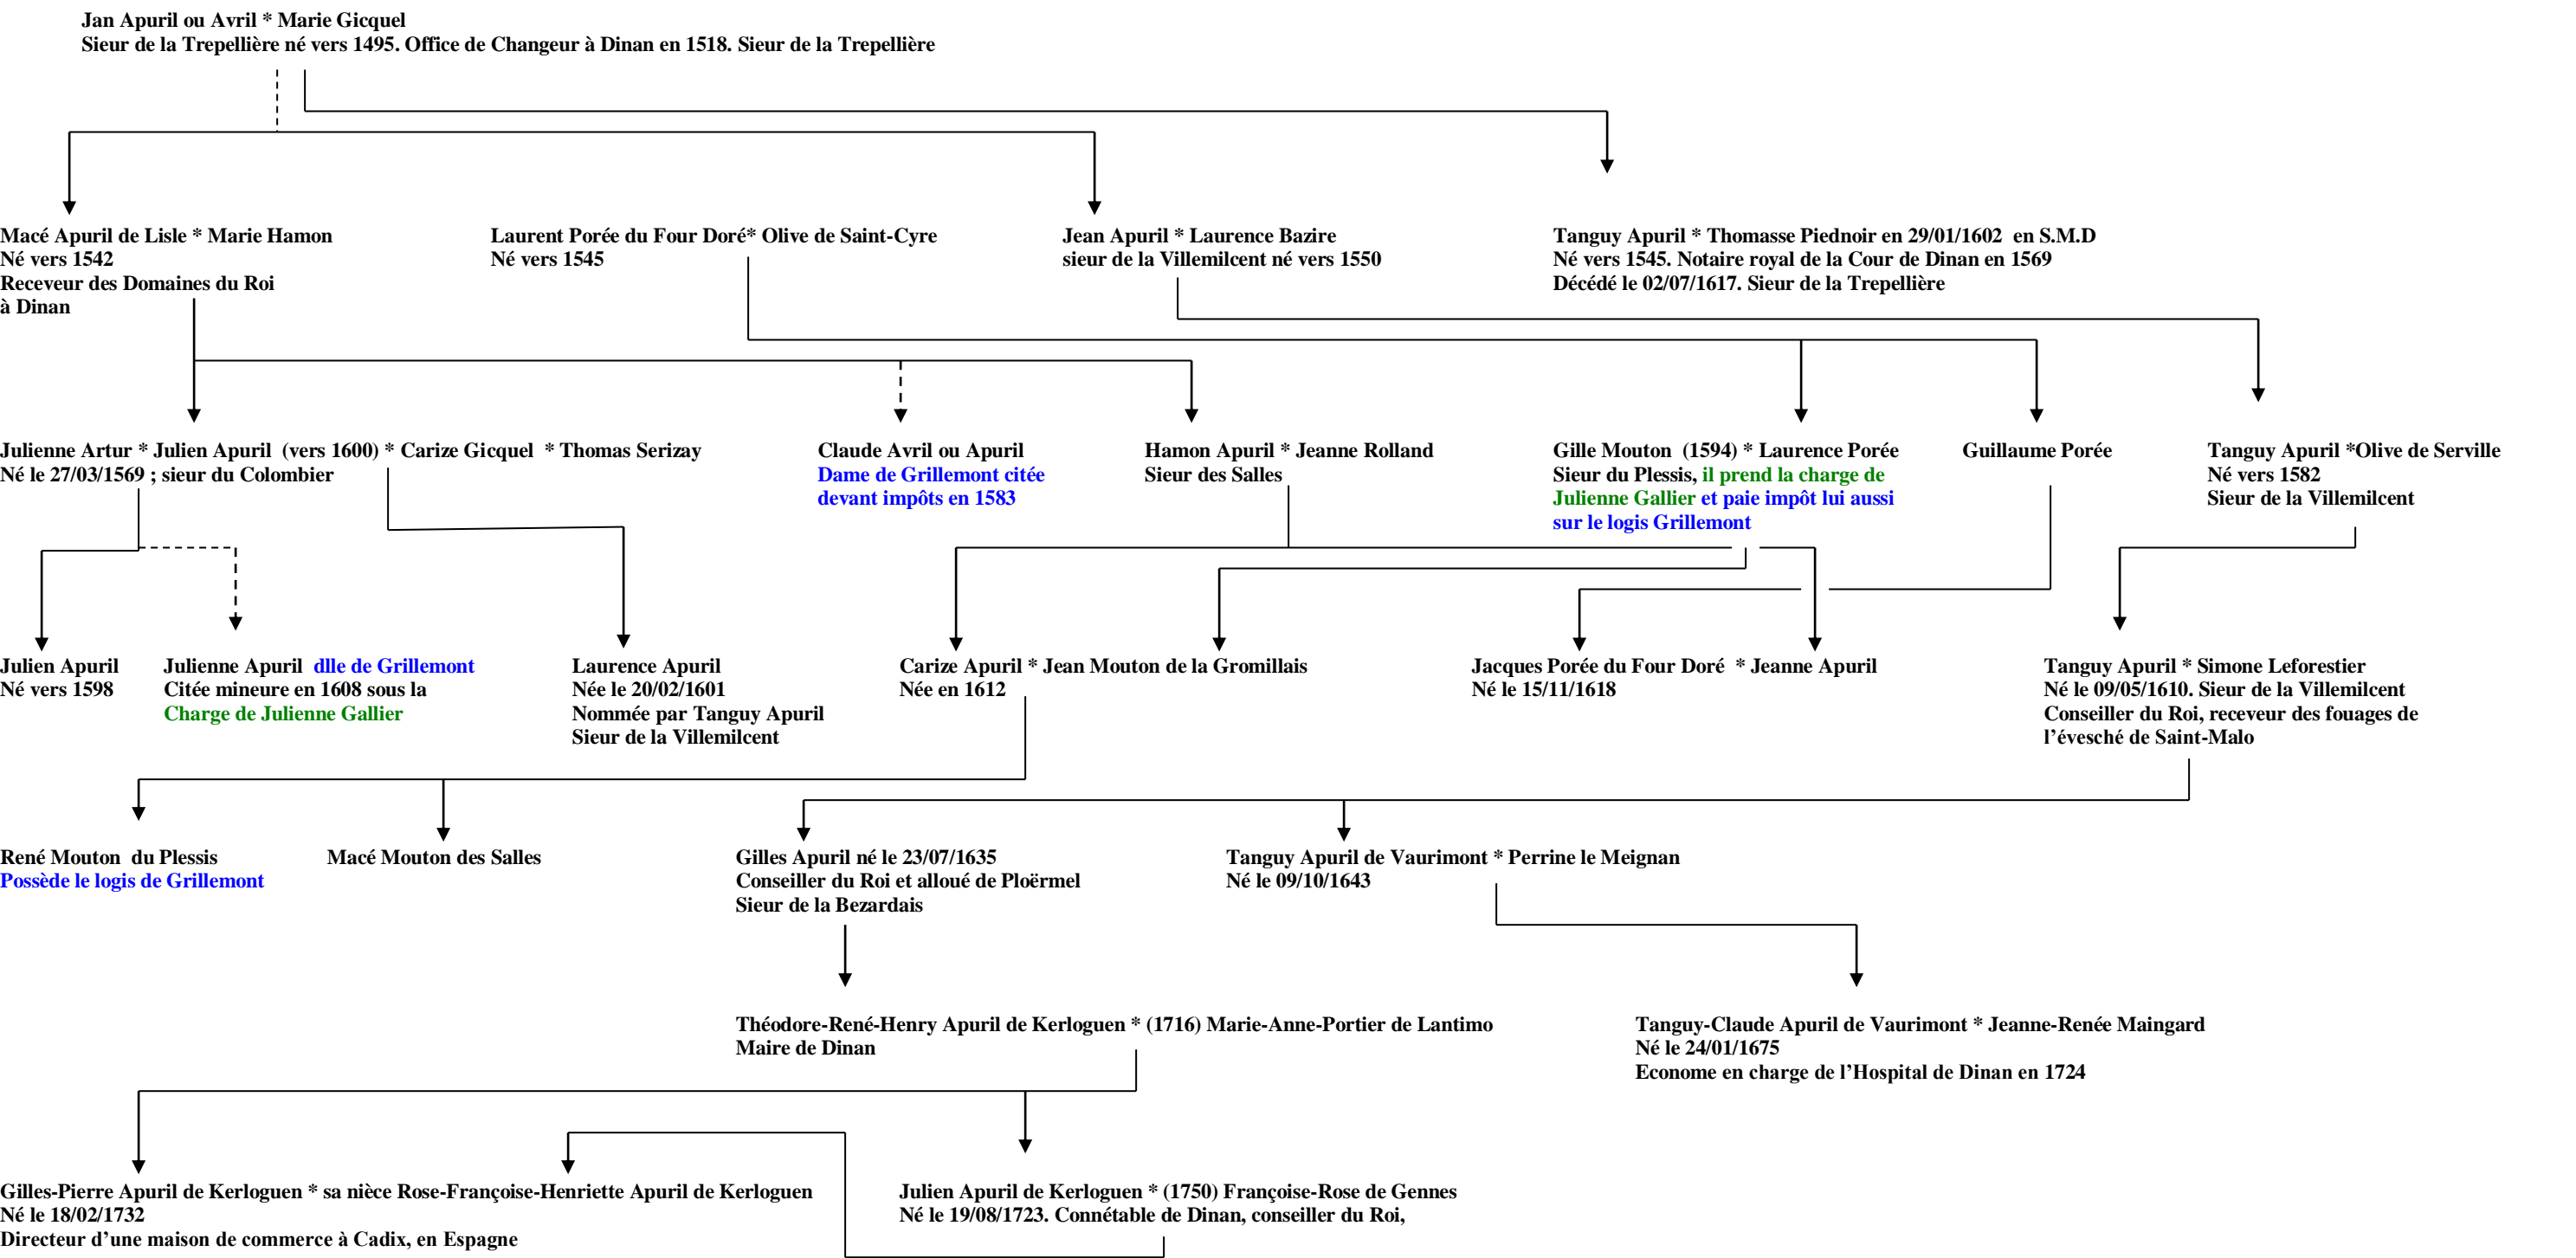 Jan Apuril ou Avril * Marie Gicquel
Sieur de la Trepellière né vers 1495. Office de Changeur à Dinan en 1518. Sieur de la Trepellière
Macé Apuril de Lisle * Marie Hamon
Né vers 1542
Receveur des Domaines du Roi
à Dinan
Laurent Porée du Four Doré* Olive de Saint-Cyre
Né vers 1545
Jean Apuril * Laurence Bazire
sieur de la Villemilcent né vers 1550
Tanguy Apuril * Thomasse Piednoir en 29/01/1602  en S.M.D
Né vers 1545. Notaire royal de la Cour de Dinan en 1569
Décédé le 02/07/1617. Sieur de la Trepellière
Julienne Artur * Julien Apuril  (vers 1600) * Carize Gicquel  * Thomas Serizay
Né le 27/03/1569 ; sieur du Colombier
Claude Avril ou Apuril
Dame de Grillemont citée
devant impôts en 1583
Hamon Apuril * Jeanne Rolland
Sieur des Salles
Gille Mouton  (1594) * Laurence Porée
Sieur du Plessis, il prend la charge de
Julienne Gallier et paie impôt lui aussi
sur le logis Grillemont
Guillaume Porée
Tanguy Apuril *Olive de Serville
Né vers 1582
Sieur de la Villemilcent
Julien Apuril
Né vers 1598
Julienne Apuril  dlle de Grillemont
Citée mineure en 1608 sous la
Charge de Julienne Gallier
Laurence Apuril
Née le 20/02/1601
Nommée par Tanguy Apuril
Sieur de la Villemilcent
Carize Apuril * Jean Mouton de la Gromillais
Née en 1612
Jacques Porée du Four Doré  * Jeanne Apuril
Né le 15/11/1618
Tanguy Apuril * Simone Leforestier
Né le 09/05/1610. Sieur de la Villemilcent
Conseiller du Roi, receveur des fouages de
l’évesché de Saint-Malo
René Mouton  du Plessis
Possède le logis de Grillemont
Macé Mouton des Salles
Gilles Apuril né le 23/07/1635
Conseiller du Roi et alloué de Ploërmel
Sieur de la Bezardais
Tanguy Apuril de Vaurimont * Perrine le Meignan
Né le 09/10/1643
Théodore-René-Henry Apuril de Kerloguen * (1716) Marie-Anne-Portier de Lantimo
Maire de Dinan
Tanguy-Claude Apuril de Vaurimont * Jeanne-Renée Maingard
Né le 24/01/1675
Econome en charge de l’Hospital de Dinan en 1724
Gilles-Pierre Apuril de Kerloguen * sa nièce Rose-Françoise-Henriette Apuril de Kerloguen
Né le 18/02/1732
Directeur d’une maison de commerce à Cadix, en Espagne
Julien Apuril de Kerloguen * (1750) Françoise-Rose de Gennes
Né le 19/08/1723. Connétable de Dinan, conseiller du Roi,